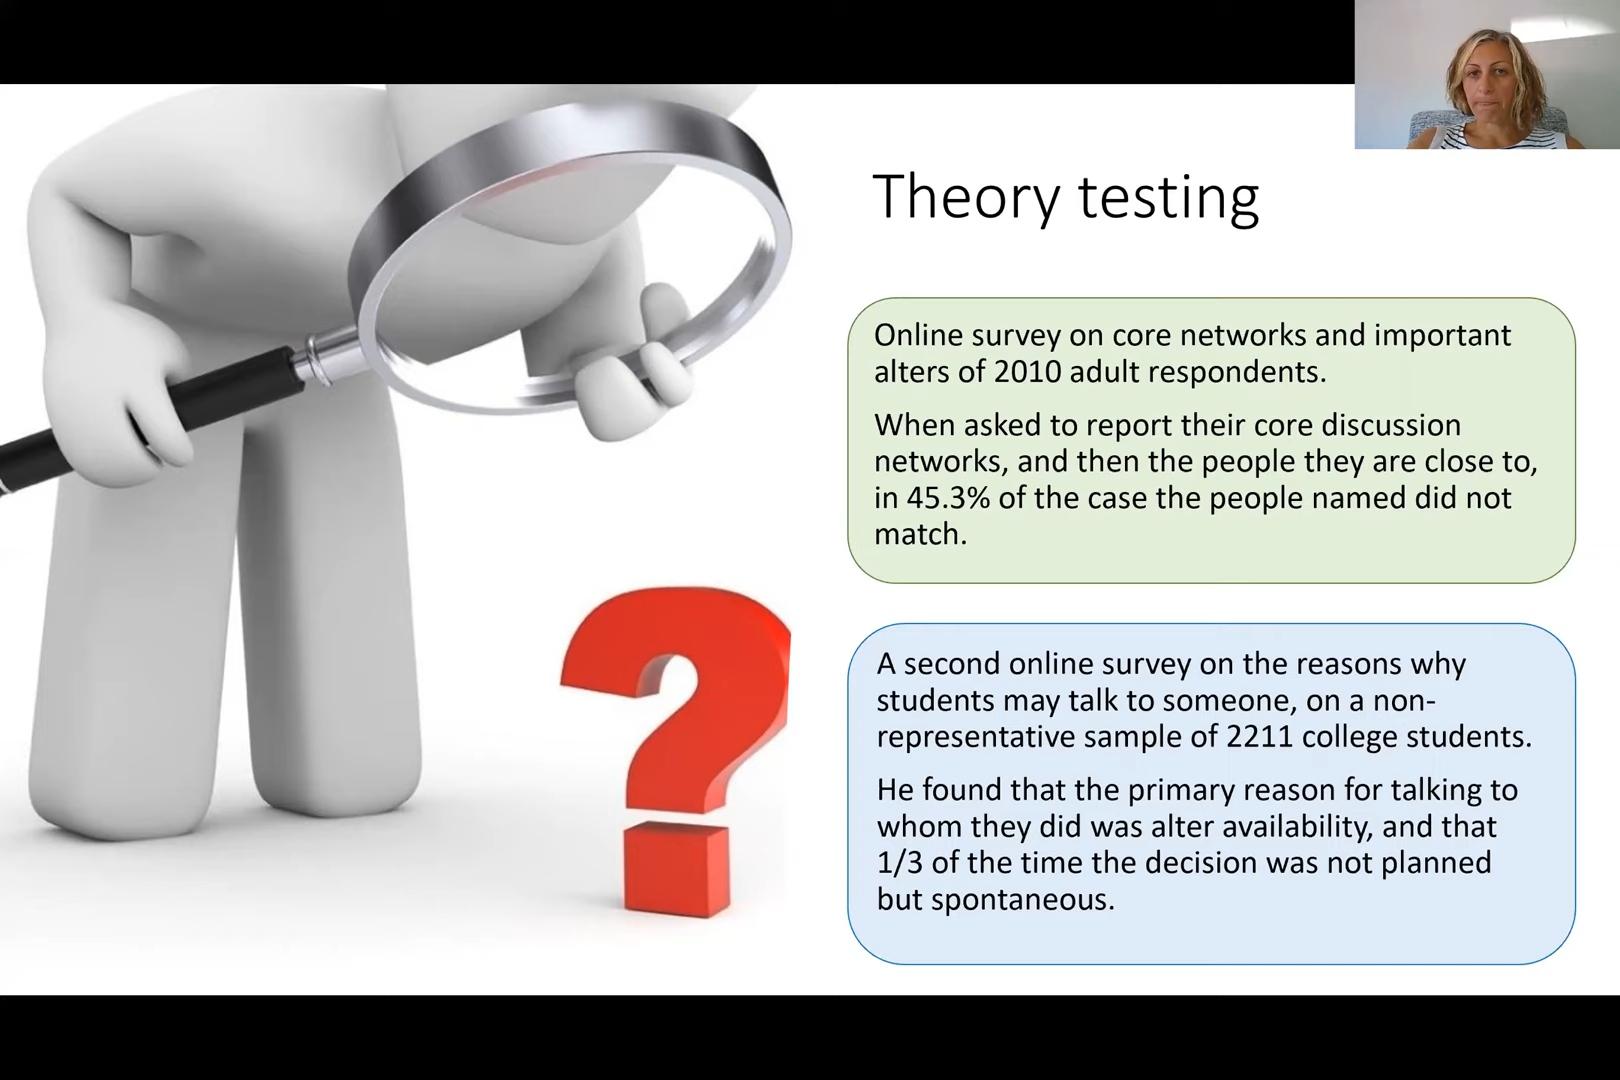 Theory testing
Online survey on core networks and important
alters of 2010 adult respondents.
When asked to report their core discussion
networks, and then the people they are close to,
in 45.3% of the case the people named did not
match.
A second online survey on the reasons why
students may talk to someone, on a non-
representative sample of 2211 college students.
He found that the primary reason for talking to
whom they did was alter availability, and that
1/3 of the time the decision was not planned
but spontaneous.